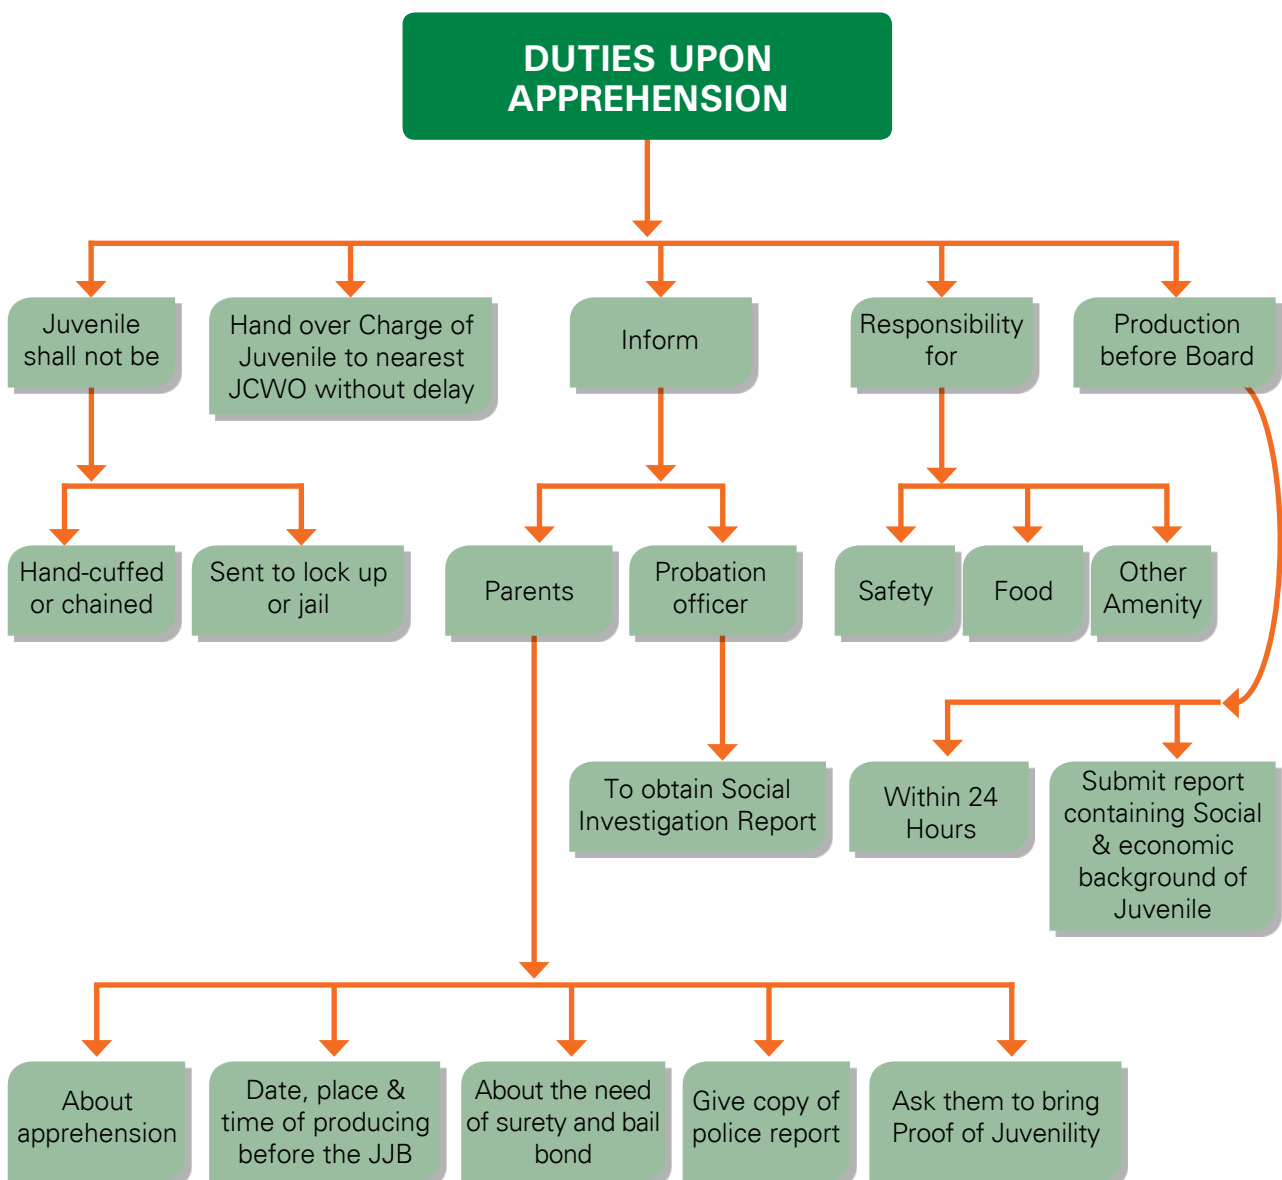 DUTIES UPON
APPREHENSION
Juvenile
shall not be
Hand over Charge of
Juvenile to nearest
JCWO without delay
Inform
Responsibility
for
Production
before Board
Hand-cuffed
or chained
Sent to lock up
or jail
Parents
Probation
officer
Safety
Food
Other
Amenity
To obtain Social
Investigation Report
Within 24
Hours
Submit report
containing Social
& economic
background of
Juvenile
About
apprehension
Date, place &
time of producing
before the JJB
About the need
of surety and bail
bond
Give copy of
police report
Ask them to bring
Proof of Juvenility